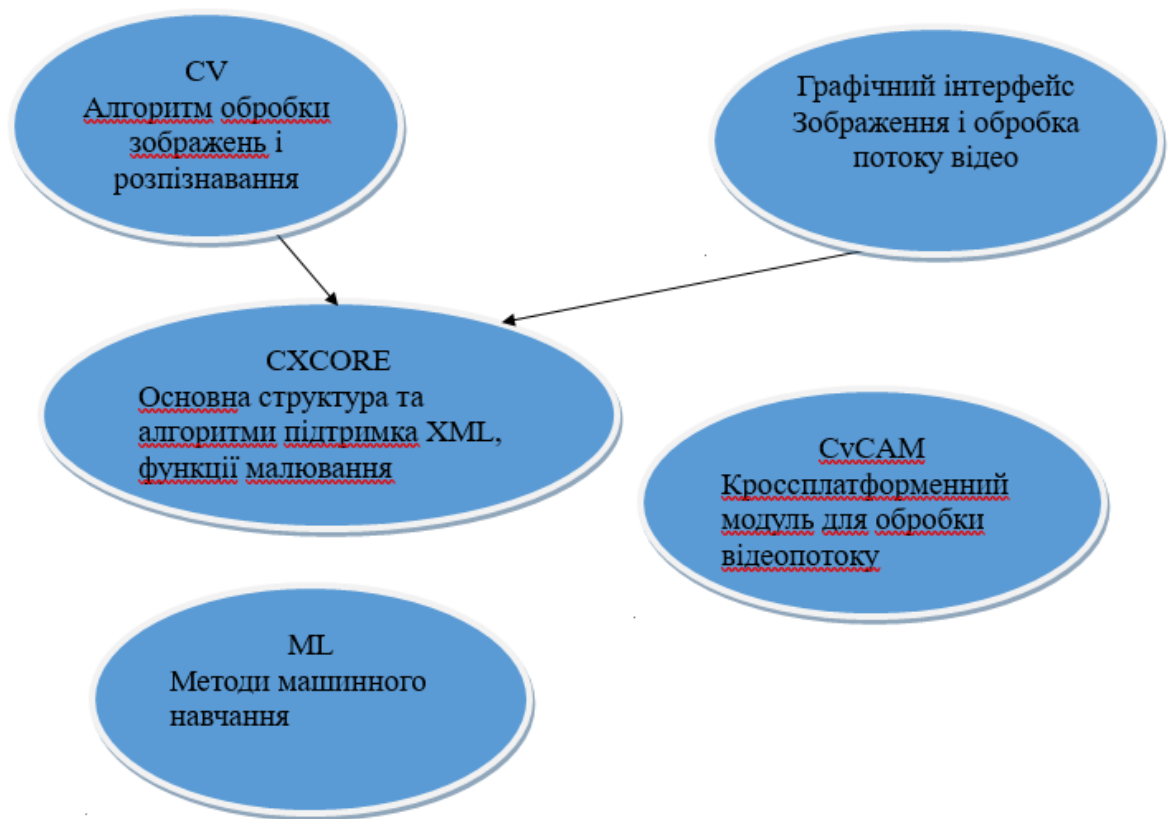 CV
Алгоритм обробки
зображень і
розпізнавання
Графічний інтерфейс
Зображення і обробка
потоку відео
CXCORE
Основна структура та
алгоритми підтримка XML,
функції малювання
CvCAM
Кроссплатформенний
модуль для обробки
відеопотоку
ML
Методи машинного
навчання